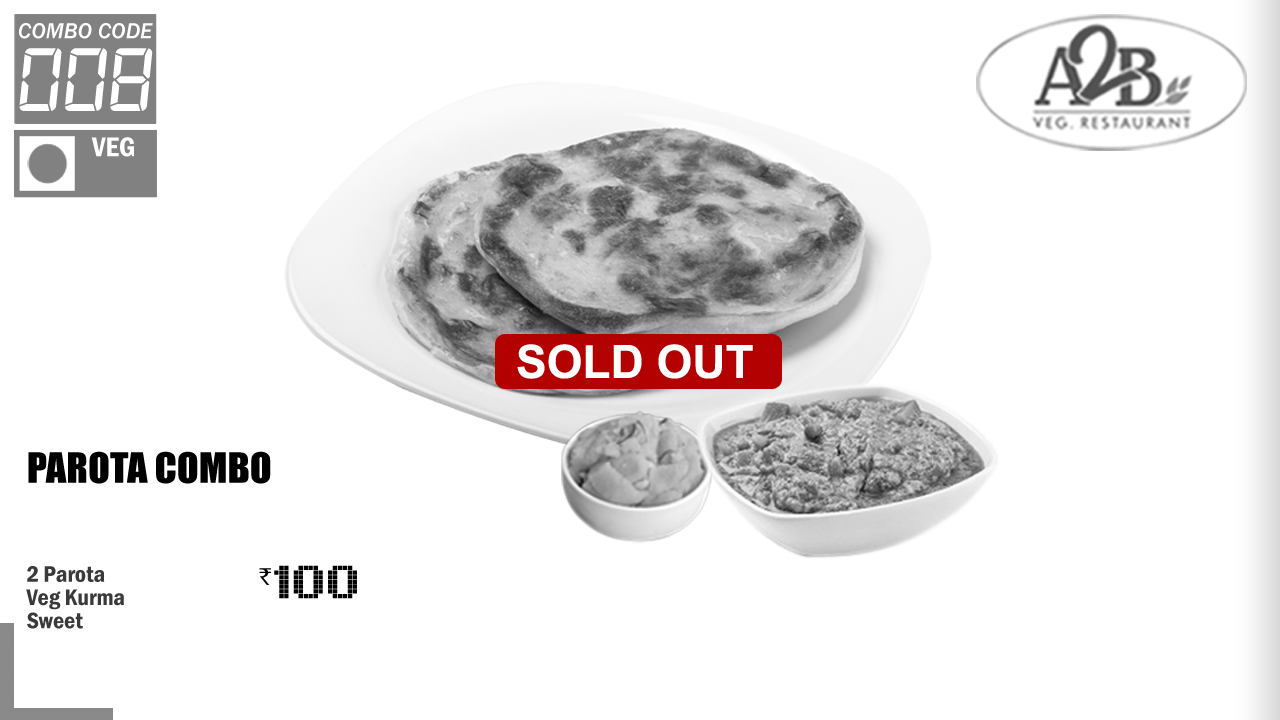 COMBO CODE
008
VEG
A2B
VEG. RESTAURANT
SOLD OUT
PAROTA COMBO
2 Parota
Veg Kurma
Sweet
₹100